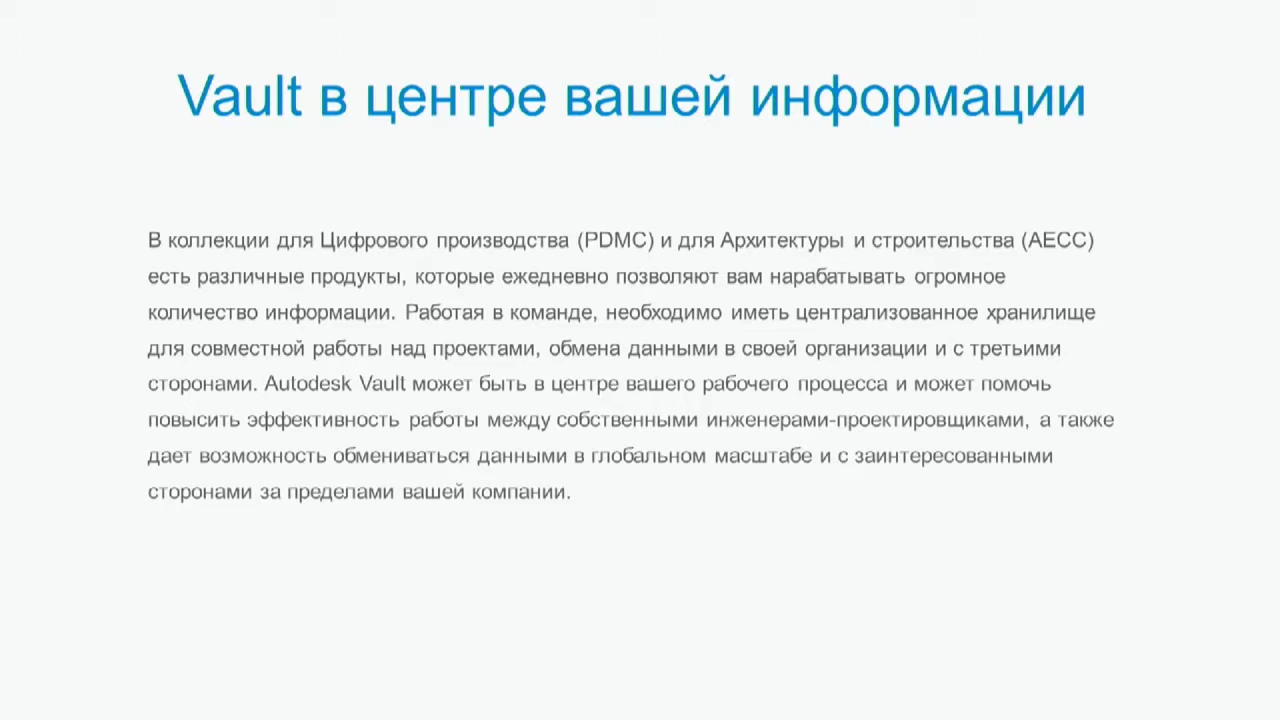 Vault в центре вашей информации
В коллекции для Цифрового производства (PDMC) и для Архитектуры и строительства (AECC)
есть различные продукты, которые ежедневно позволяют вам нарабатывать огромное
количество информации. Работая в команде, необходимо иметь централизованное хранилище
для совместной работы над проектами, обмена данными в своей организации и с третьими
сторонами. Autodesk Vault может быть в центре вашего рабочего процесса и может помочь
повысить эффективность работы между собственными инженерами-проектировщиками, а также
дает возможность обмениваться данными в глобальном масштабе и с заинтересованными
сторонами за пределами вашей компании.